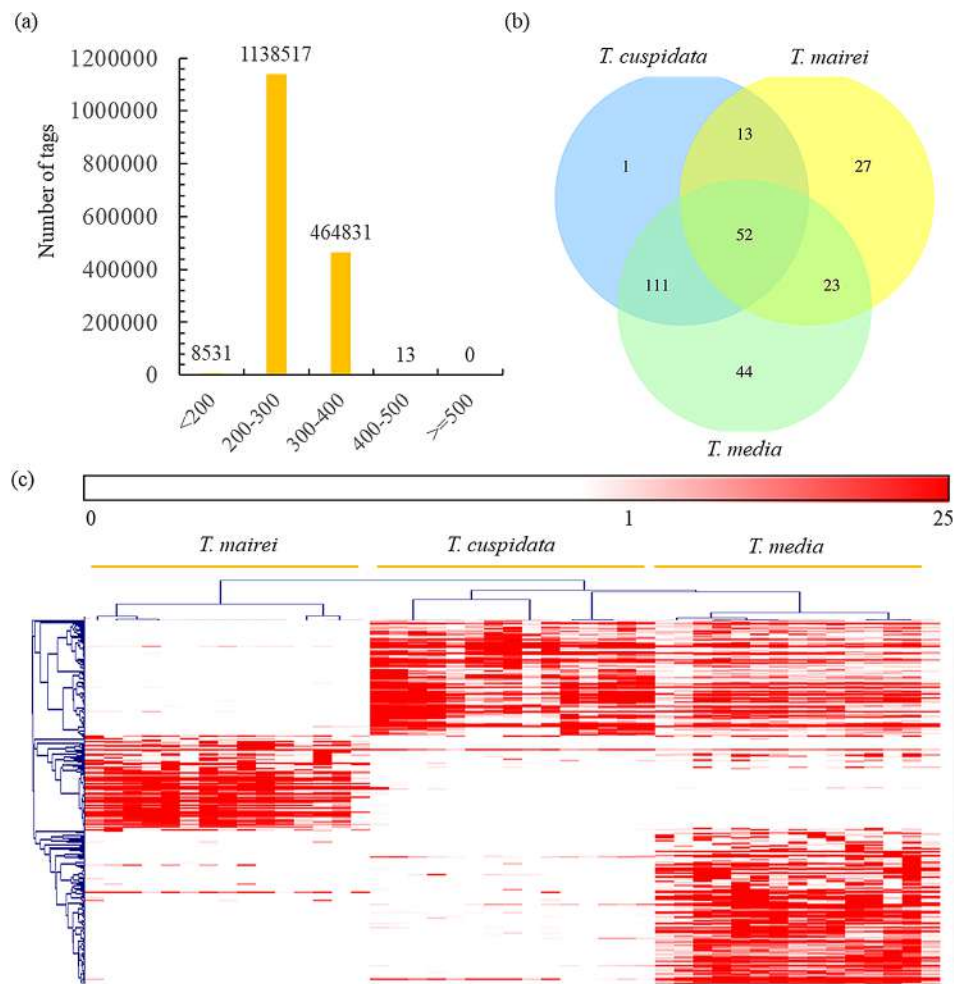 (a)
Number of tags
1200000
1000000
800000
600000
400000
200000
0
8531
1138517
464831
13
0
<200
200-300
300-400
400-500
>=500
(b)
T. cuspidata
T. mairei
13
1
27
52
111
23
44
T. media
(c)
0
1
25
T. mairei
T. cuspidata
T. media